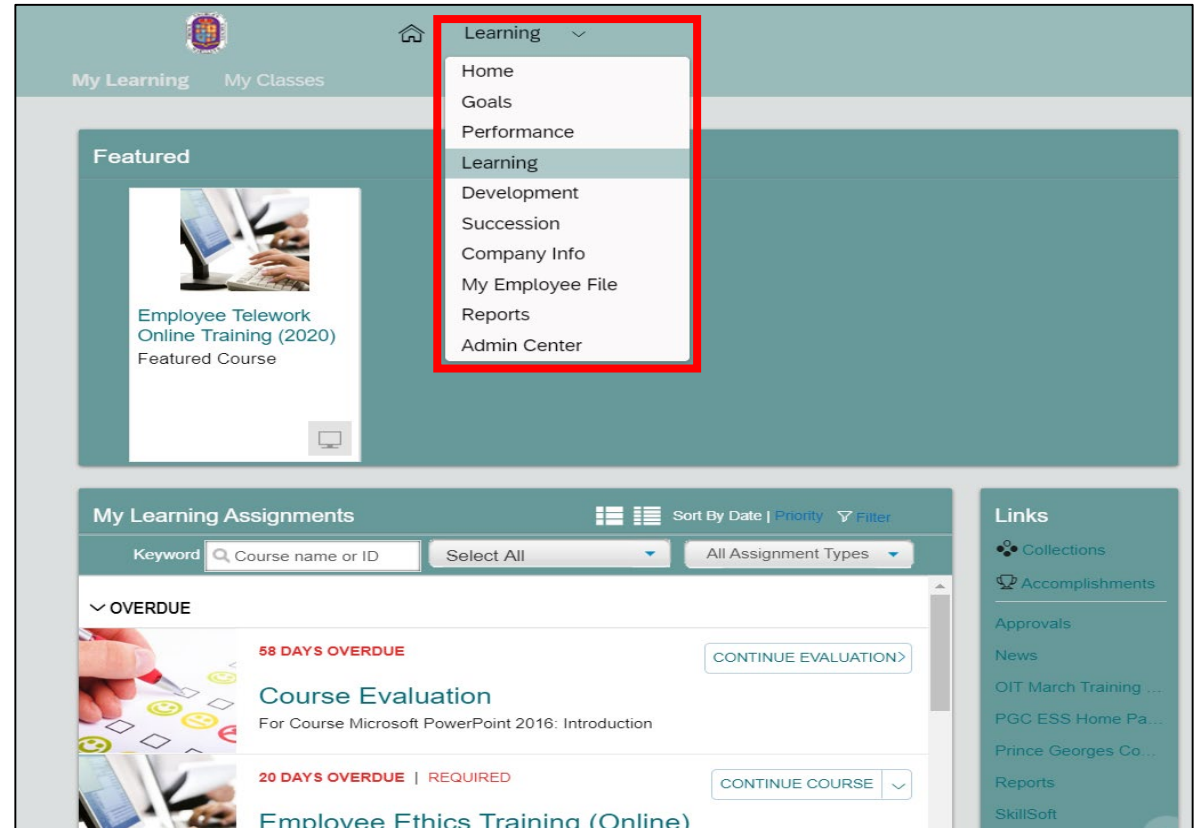 Learning
My Learning My Classes
Home
Goals
Performance
Learning
Development
Succession
Company Info
My Employee File
Reports
Admin Center
Featured
Employee Telework
Online Training (2020)
Featured Course
My Learning Assignments
Sort By Date | Priority Filter
Keyword Course name or ID Select All All Assignment Types
OVERDUE
58 DAYS OVERDUE
CONTINUE EVALUATION>
Course Evaluation
For Course Microsoft PowerPoint 2016: Introduction
20 DAYS OVERDUE | REQUIRED
CONTINUE COURSE
Employee Ethics Training (Online)
Links
Collections
Accomplishments
Approvals
News
OIT March Training ...
PGC ESS Home Pa...
Prince Georges Co...
Reports
SkillSoft